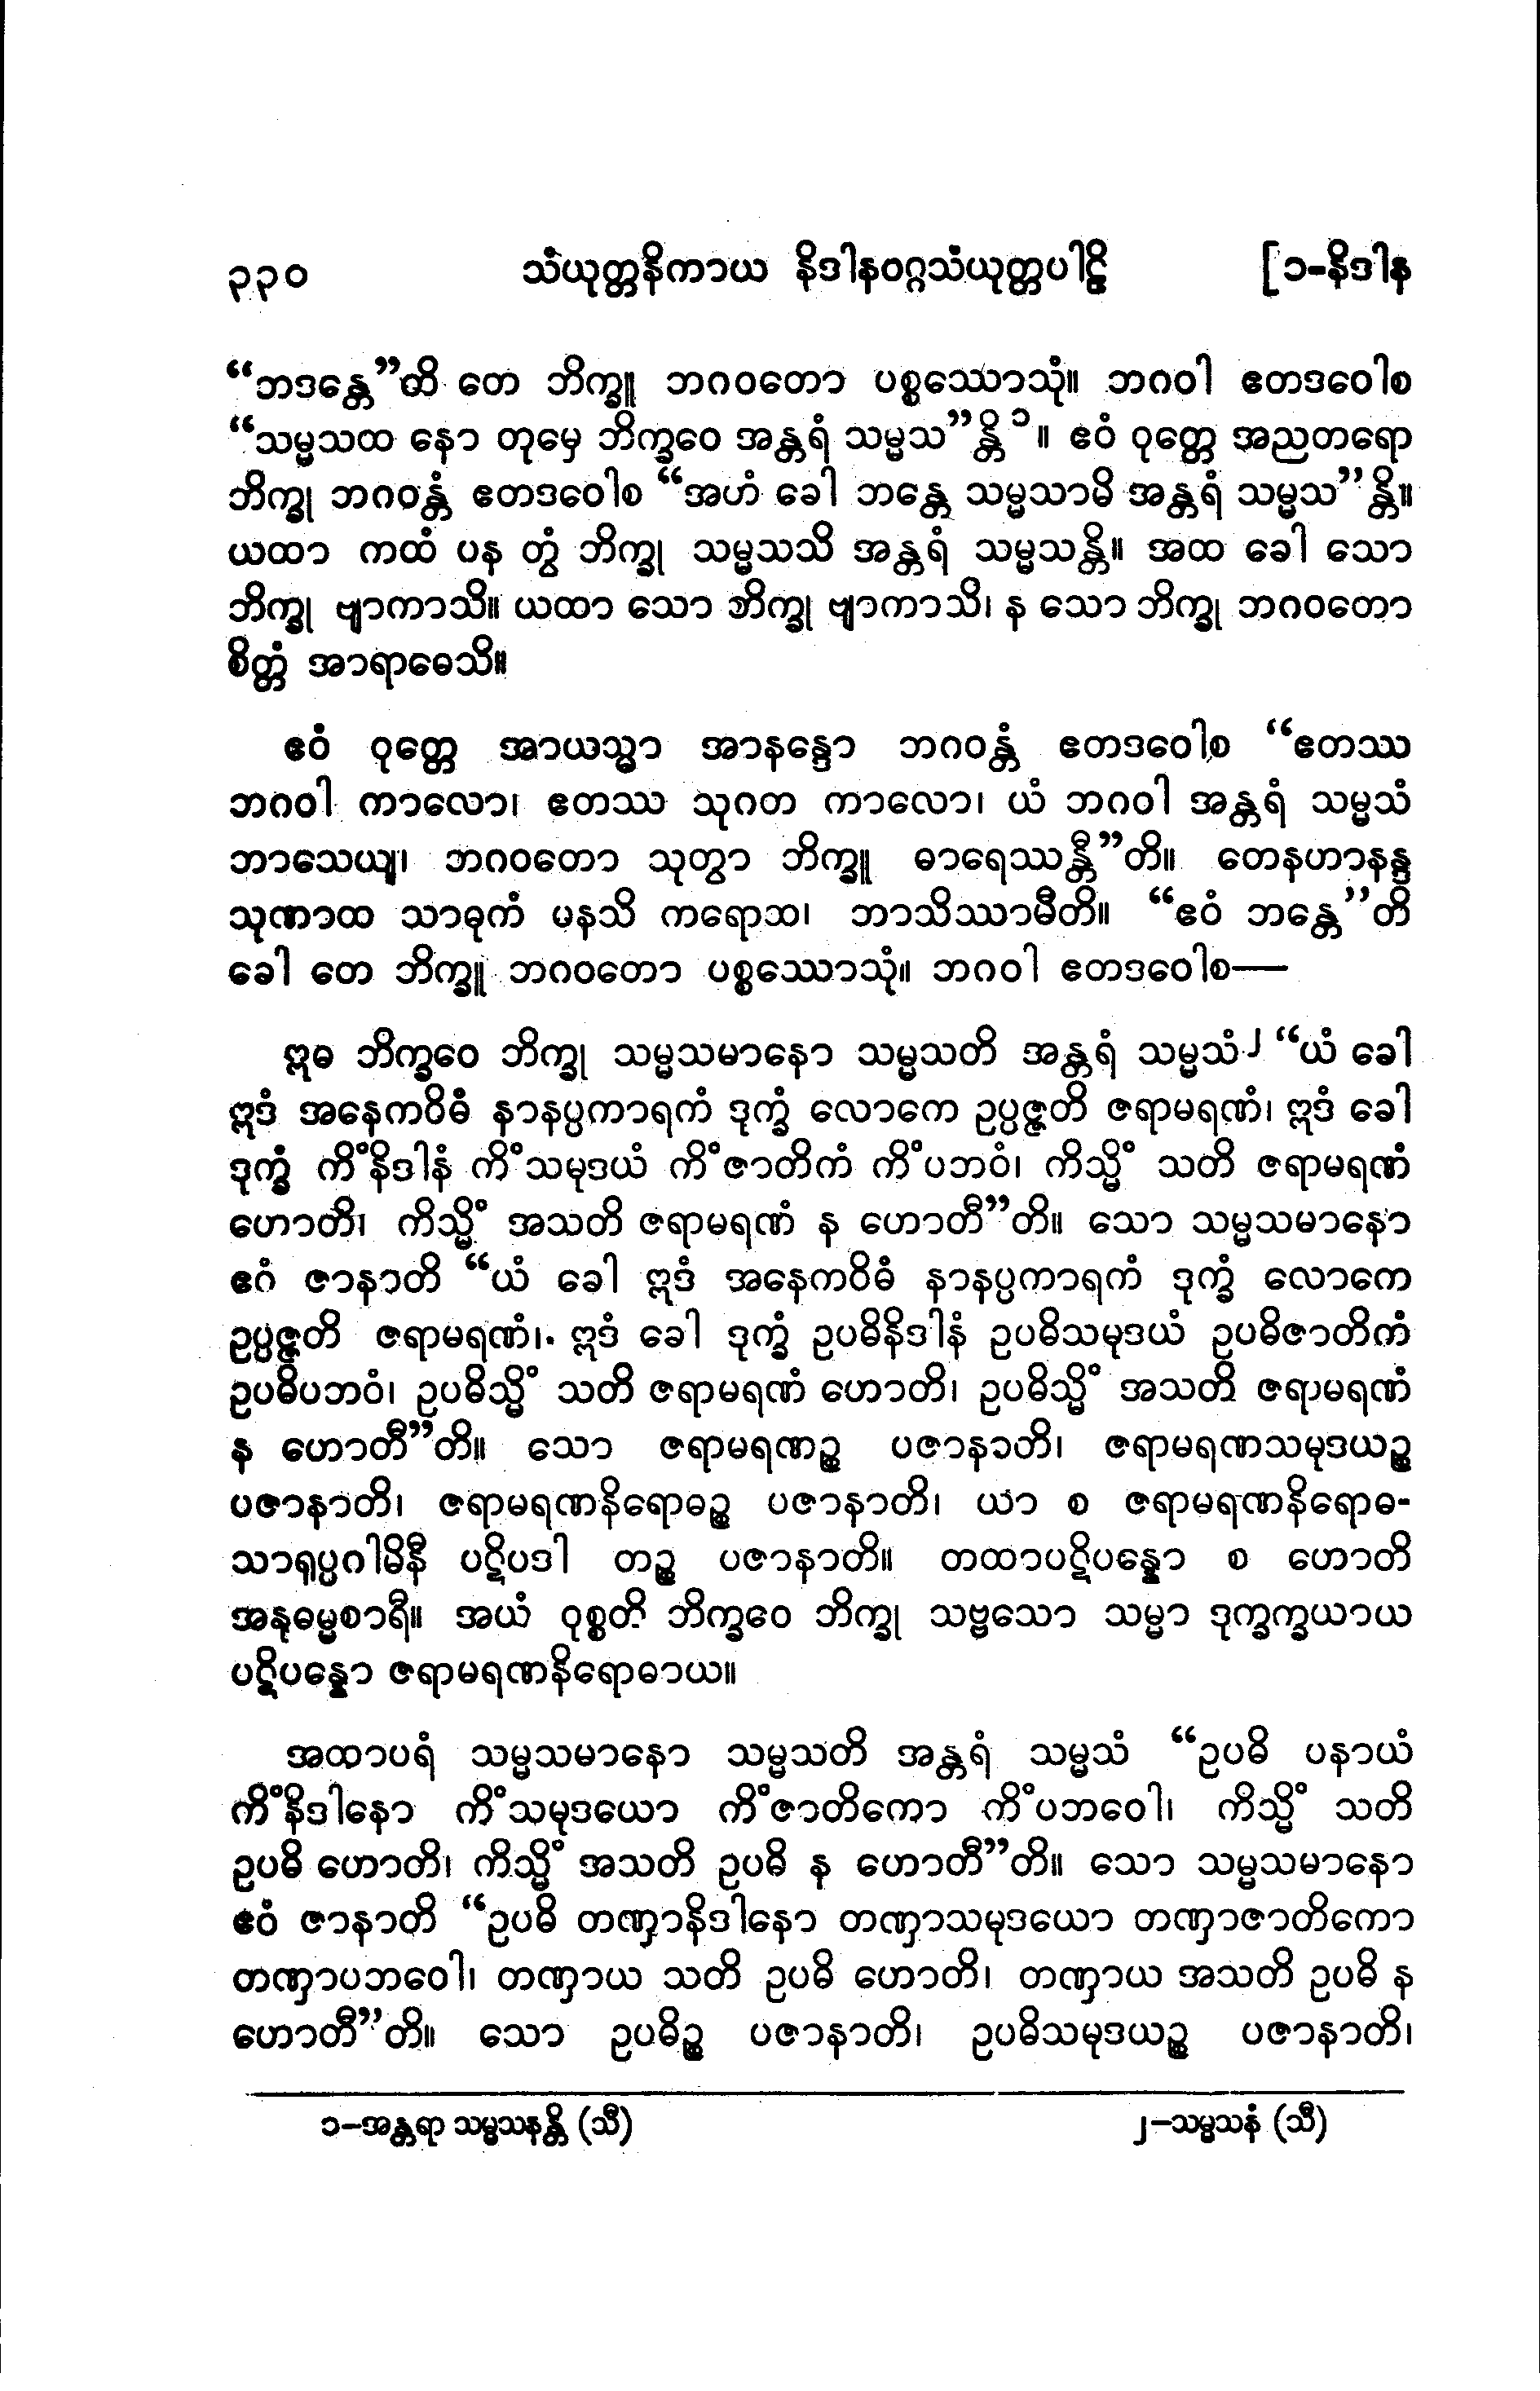 ၃၃၀ သံယုတ္တနိကာယ နိဒါနဝဂ္ဂသံယုတ္တပါဠိ [၁-နိဒါန
“ဘဒန္တေ”တိ တေ ဘိက္ခူ ဘဂဝတော ပစ္စဿောသုံ။ ဘဂဝါ ဧတဒဝေါစ
“သမ္မသထ နော တုမှေ ဘိက္ခဝေ အန္တရံ သမ္မသ”န္တိ၁။ ဧဝံ ဝုတ္တေ အညတရော
ဘိက္ခု ဘဂဝန္တံ ဧတဒဝေါစ “အဟံ ခေါ ဘန္တေ သမ္မသာမိ အန္တရံ သမ္မသ”န္တိ။
ယထာ ကထံ ပန တွံ ဘိက္ခု သမ္မသသိ အန္တရံ သမ္မသန္တိ။ အထ ခေါ သော
ဘိက္ခု ဗျာကာသိ။ ယထာ သော ဘိက္ခု ဗျာကာသိ၊ န သော ဘိက္ခု ဘဂဝတော
စိတ္တံ အာရာဓေသိ။
ဧဝံ ဝုတ္တေ အာယသ္မာ အာနန္ဒော ဘဂဝန္တံ ဧတဒဝေါစ “ဧတဿ
ဘဂဝါ ကာလော၊ ဧတဿ သုဂတ ကာလော၊ ယံ ဘဂဝါ အန္တရံ သမ္မသံ
ဘာသေယျ၊ ဘဂဝတော သုတွာ ဘိက္ခူ ဓာရေဿန္တီ”တိ။ တေနဟာနန္ဒ
သုဏာထ သာဓုကံ မနသိ ကရောထ၊ ဘာသိဿာမီတိ။ “ဧဝံ ဘန္တေ”တိ
ခေါ တေ ဘိက္ခူ ဘဂဝတော ပစ္စဿောသုံ။ ဘဂဝါ ဧတဒဝေါစ—
ဣဓ ဘိက္ခဝေ ဘိက္ခု သမ္မသမာနော သမ္မသတိ အန္တရံ သမ္မသံ၂ “ယံ ခေါ
ဣဒံ အနေကဝိဓံ နာနပ္ပကာရကံ ဒုက္ခံ လောကေ ဥပ္ပဇ္ဇတိ ဇရာမရဏံ၊ ဣဒံ ခေါ
ဒုက္ခံ ကိံနိဒါနံ ကိံသမုဒယံ ကိံဇာတိကံ ကိံပဘဝံ၊ ကိသ္မိံ သတိ ဇရာမရဏံ
ဟောတိ၊ ကိသ္မိံ အသတိ ဇရာမရဏံ န ဟောတီ”တိ။ သော သမ္မသမာနော
ဧဂံ ဇာနာတိ “ယံ ခေါ ဣဒံ အနေကဝိဓံ နာနပ္ပကာရကံ ဒုက္ခံ လောကေ
ဥပ္ပဇ္ဇတိ ဇရာမရဏံ၊ ဣဒံ ခေါ ဒုက္ခံ ဥပဓိနိဒါနံ ဥပဓိသမုဒယံ ဥပဓိဇာတိကံ
ဥပဓိပဘဝံ၊ ဥပဓိသ္မိံ သတိ ဇရာမရဏံ ဟောတိ၊ ဥပဓိသ္မိံ အသတိ ဇရာမရဏံ
န ဟောတီ”တိ။ သော ဇရာမရဏဉ္စ ပဇာနာတိ၊ ဇရာမရဏသမုဒယဉ္စ
ပဇာနာတိ၊ ဇရာမရဏနိရောဓဉ္စ ပဇာနာတိ၊ ယာ စ ဇရာမရဏနိရောဓ-
သာရုပ္ပဂါမိနီ ပဋိပဒါ တဉ္စ ပဇာနာတိ။ တထာပဋိပန္နော စ ဟောတိ
အနုဓမ္မစာရီ။ အယံ ဝုစ္စတိ ဘိက္ခဝေ ဘိက္ခု သဗ္ဗသော သမ္မာ ဒုက္ခက္ခယာယ
ပဋိပန္နော ဇရာမရဏနိရောဓာယ။
အထာပရံ သမ္မသမာနော သမ္မသတိ အန္တရံ သမ္မသံ “ဥပဓိ ပနာယံ
ကိံနိဒါနော ကိံသမုဒယော ကိံဇာတိကော ကိံပဘဝေါ၊ ကိသ္မိံ သတိ
ဥပဓိ ဟောတိ၊ ကိသ္မိံ အသတိ ဥပဓိ န ဟောတီ”တိ။ သော သမ္မသမာနော
ဧဝံ ဇာနာတိ “ဥပဓိ တဏှာနိဒါနော တဏှာသမုဒယော တဏှာဇာတိကော
တဏှာပဘဝေါ၊ တဏှာယ သတိ ဥပဓိ ဟောတိ၊ တဏှာယ အသတိ ဥပဓိ န
ဟောတီ”တိ။ သော ဥပဓိဉ္စ ပဇာနာတိ၊ ဥပဓိသမုဒယဉ္စ ပဇာနာတိ၊
၁-အန္တရာ သမ္မသနန္တိ (သီ) ၂-သမ္မသနံ (သီ)